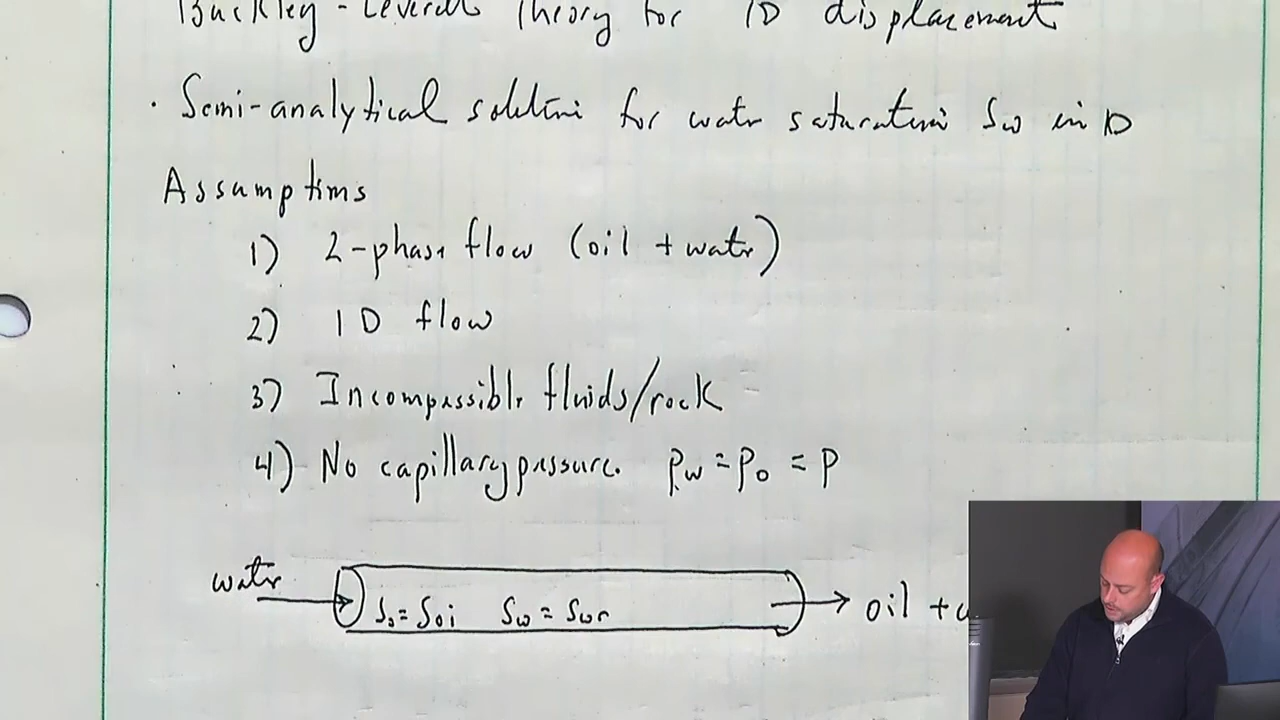 Buckley - Leverett Theory for 1D displacement
· Semi-analytical solution for water saturation Sw in 1D
Assumptions
1) 2-phase flow (oil + water)
2) 1D flow
3) Incompressible fluids/rock
4) No capillary pressure. pw = po = p
water
So = Soi Sw = Swr
oil +